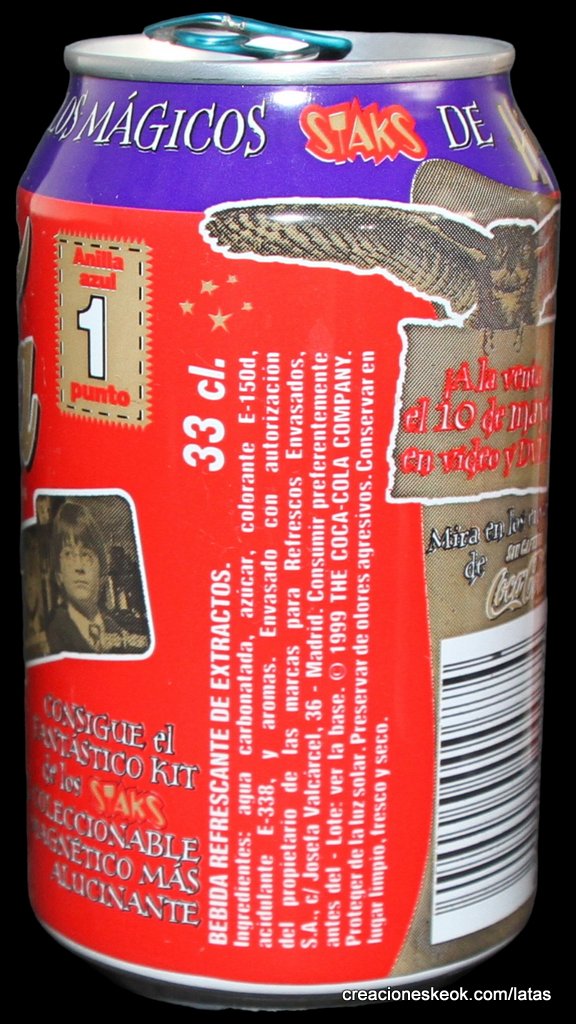 LOS MÁGICOS STAKS DE
Anilla
azul
1
punto
33 cl.
BEBIDA REFRESCANTE DE EXTRACTOS.
Ingredientes: agua carbonatada, azúcar, colorante E-150d,
acidulante E-338, y aromas. Envasado con autorización
del propietario de las marcas para Refrescos Envasados,
S.A., c/ Josefa Valcárcel, 36 - Madrid. Consumir preferentemente
antes del - Lote: ver la base. © 1999 THE COCA-COLA COMPANY.
Proteger de la luz solar. Preservar de olores agresivos. Conservar en
lugar limpio, fresco y seco.
CONSIGUE el
FANTÁSTICO KIT
de los STAKS
COLECCIONABLE
MAGNÉTICO MÁS
ALUCINANTE
¡A la venta
el 10 de mayo
en vídeo y DVD!
Mira en los
de
creacioneskeok.com/latas